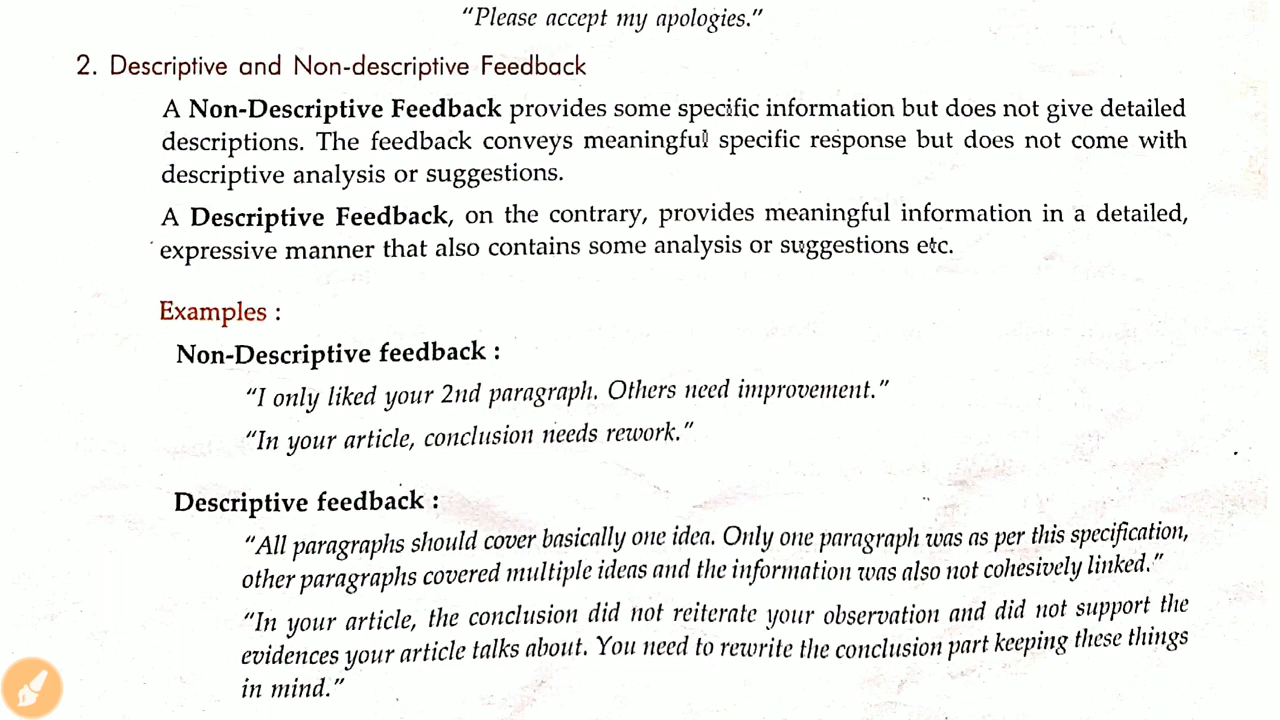 "Please accept my apologies."
2. Descriptive and Non-descriptive Feedback
A Non-Descriptive Feedback provides some specific information but does not give detailed
descriptions. The feedback conveys meaningful specific response but does not come with
descriptive analysis or suggestions.
A Descriptive Feedback, on the contrary, provides meaningful information in a detailed,
expressive manner that also contains some analysis or suggestions etc.
Examples :
Non-Descriptive feedback :
"I only liked your 2nd paragraph. Others need improvement."
"In your article, conclusion needs rework."
Descriptive feedback :
"All paragraphs should cover basically one idea. Only one paragraph was as per this specification,
other paragraphs covered multiple ideas and the information was also not cohesively linked."
"In your article, the conclusion did not reiterate your observation and did not support the
evidences your article talks about. You need to rewrite the conclusion part keeping these things
in mind."